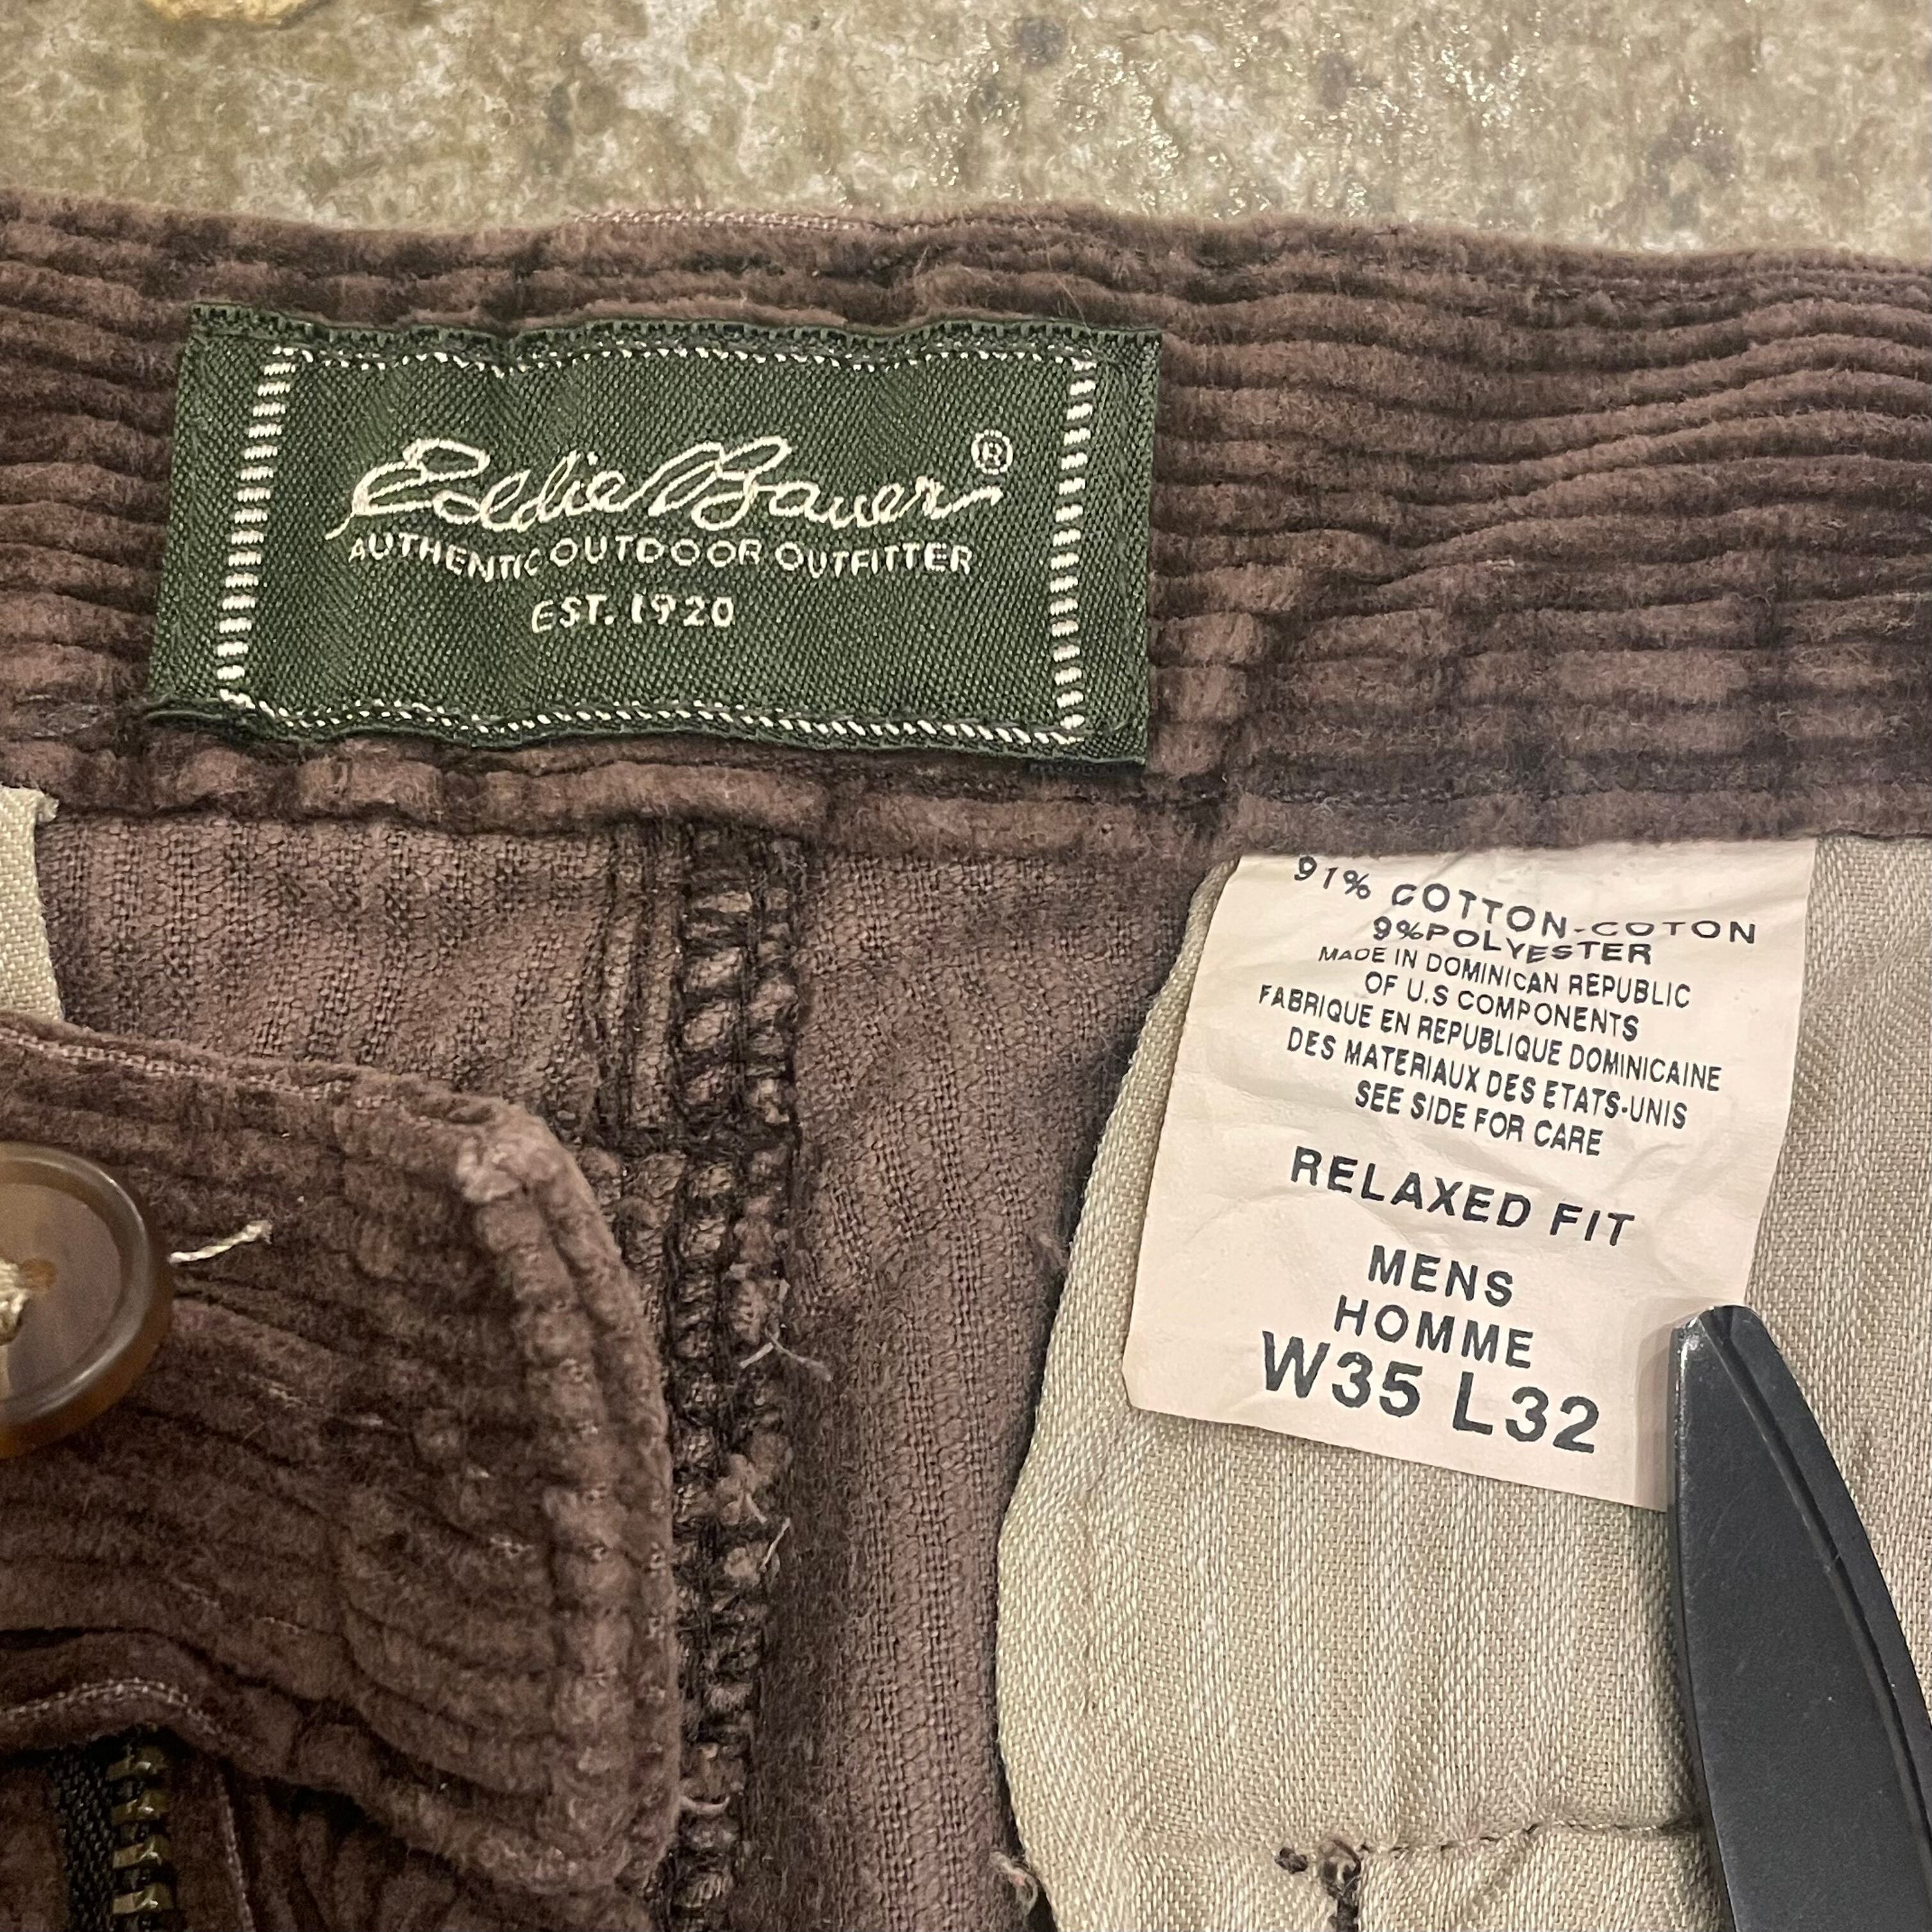 Eddie Bauer®
AUTHENTIC OUTDOOR OUTFITTER
EST. 1920
91% COTTON-COTON
9%POLYESTER
MADE IN DOMINICAN REPUBLIC
OF U.S COMPONENTS
FABRIQUE EN REPUBLIQUE DOMINICAINE
DES MATERIAUX DES ETATS-UNIS
SEE SIDE FOR CARE
RELAXED FIT
MENS
HOMME
W35 L32